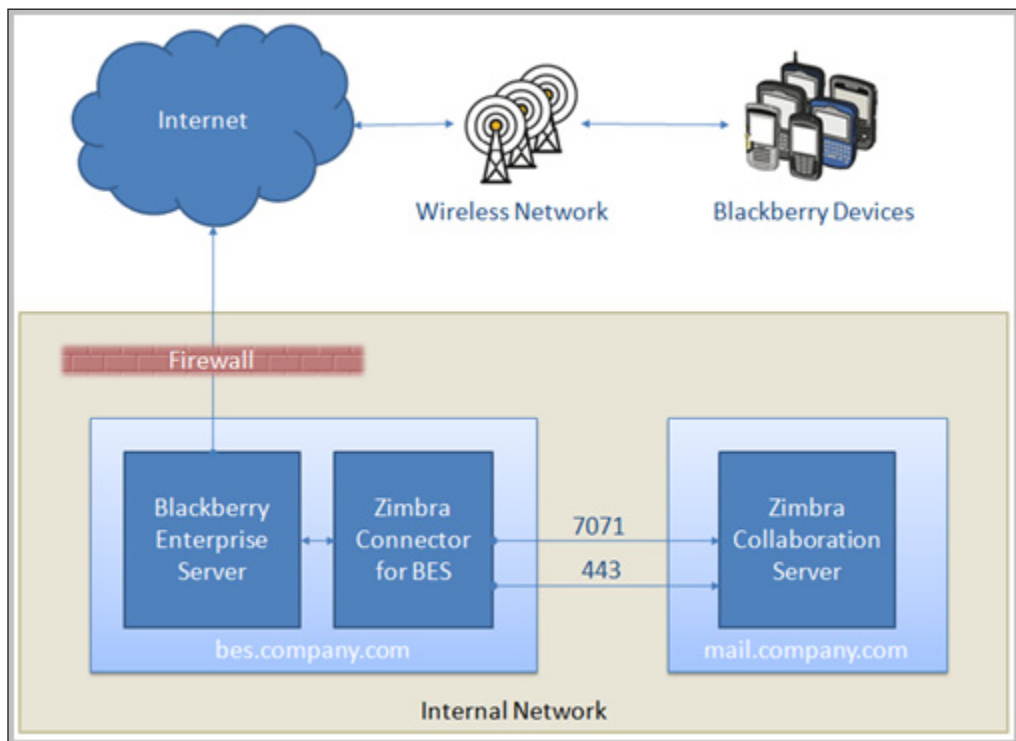 Internet
Wireless Network
Blackberry Devices
Firewall
Blackberry
Enterprise
Server
Zimbra
Connector
for BES
7071
443
Zimbra
Collaboration
Server
bes.company.com
mail.company.com
Internal Network